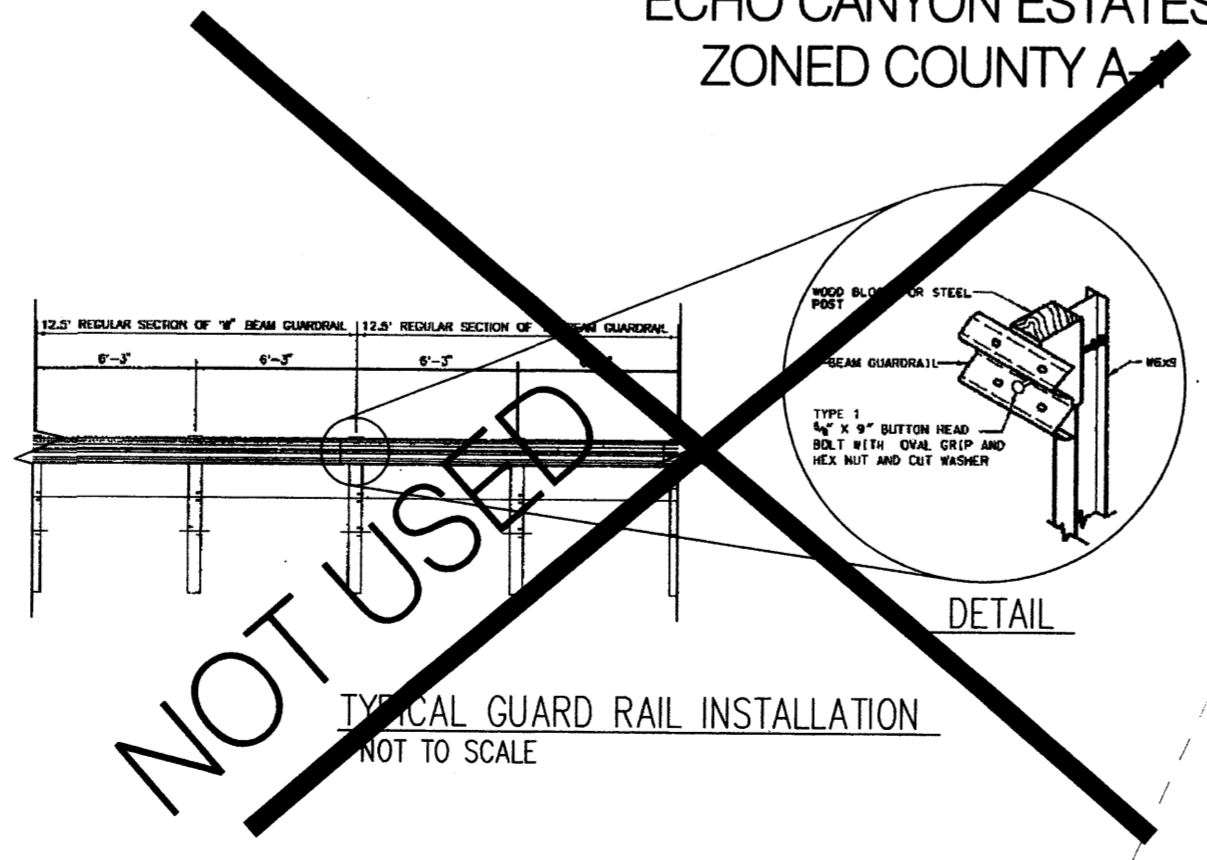 ECHO CANYON ESTATES
ZONED COUNTY A-1
12.5' REGULAR SECTION OF "W" BEAM GUARDRAIL
12.5' REGULAR SECTION OF BEAM GUARDRAIL
6'-3"
6'-3"
6'-3"
WOOD BLOCK FOR STEEL
POST
BEAM GUARDRAIL
W6x9
TYPE 1
5/8" X 9" BUTTON HEAD
BOLT WITH OVAL GRIP AND
HEX NUT AND CUT WASHER
DETAIL
NOT USED
TYPICAL GUARD RAIL INSTALLATION
NOT TO SCALE